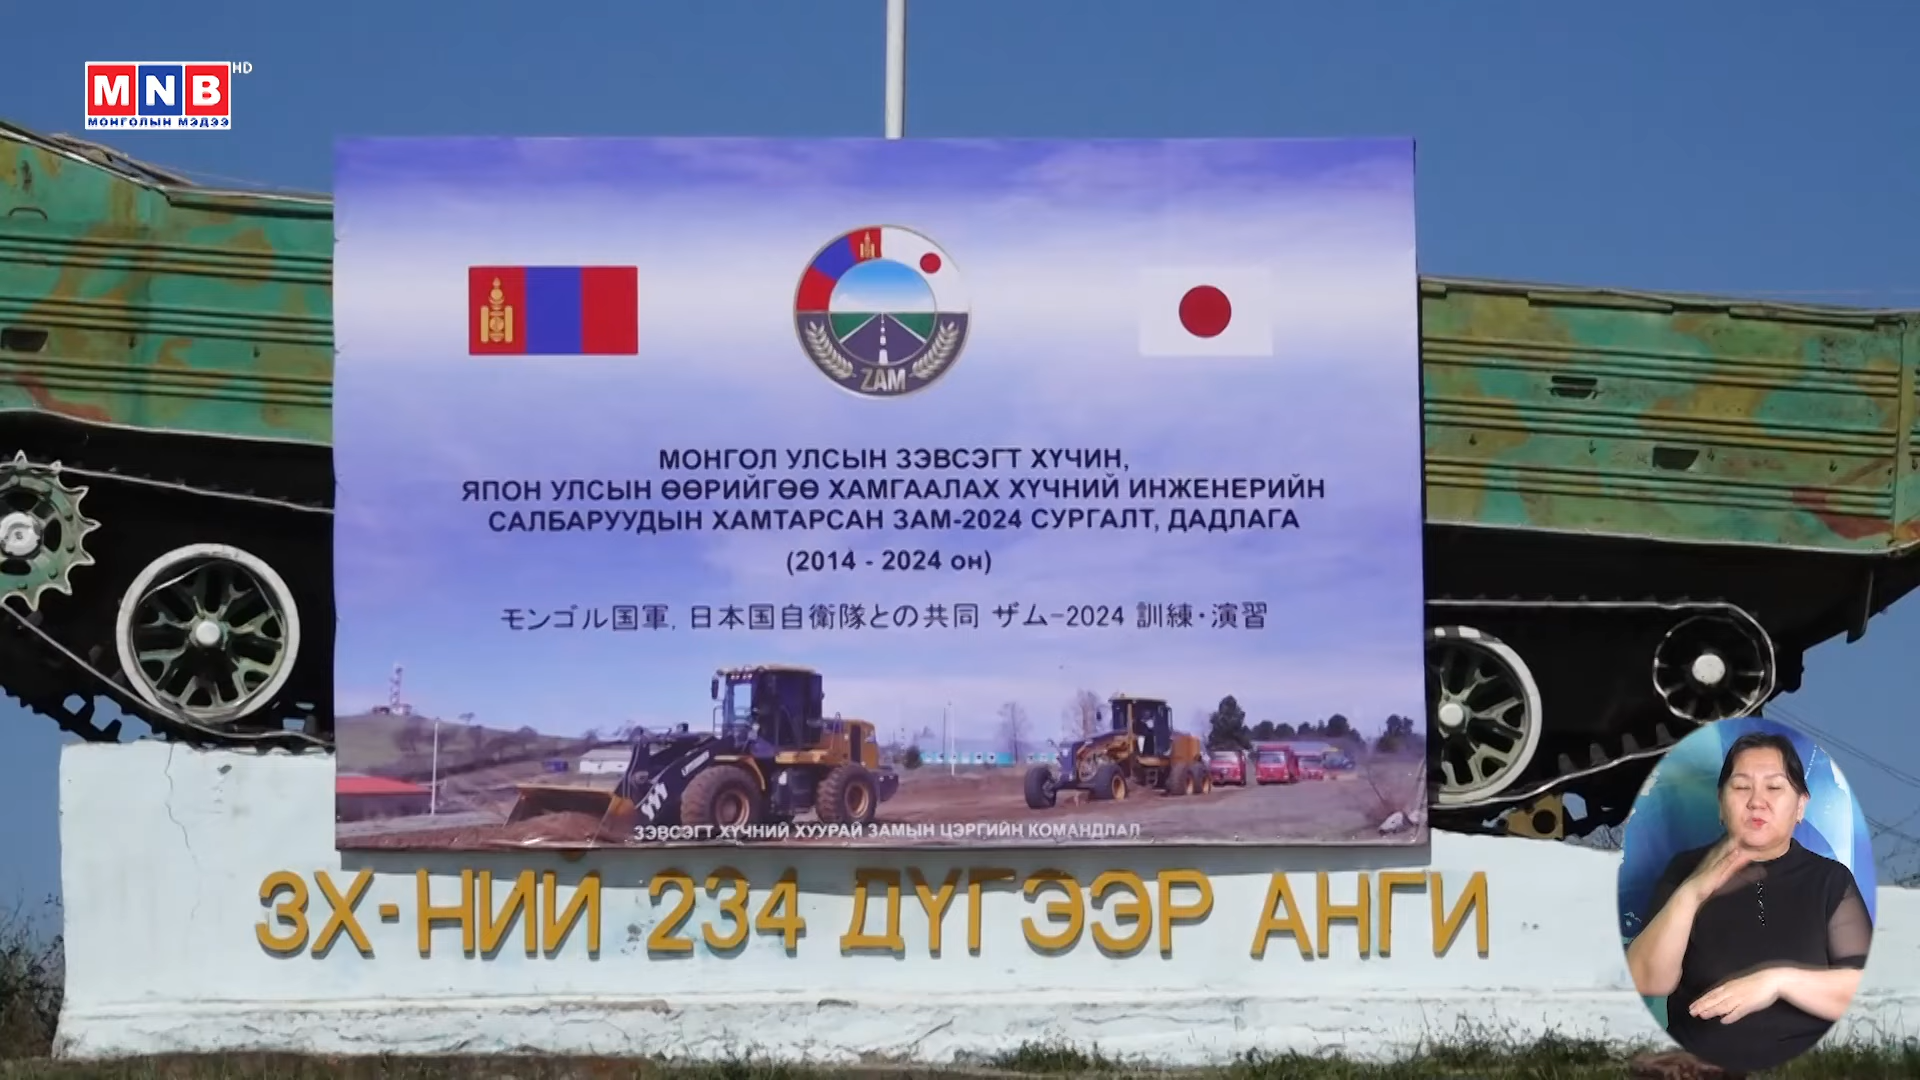 MNB HD
МОНГОЛЫН МЭДЭЭ
ZAM
МОНГОЛ УЛСЫН ЗЭВСЭГТ ХҮЧИН,
ЯПОН УЛСЫН ӨӨРИЙГӨӨ ХАМГААЛАХ ХҮЧНИЙ ИНЖЕНЕРИЙН
САЛБАРУУДЫН ХАМТАРСАН ЗАМ-2024 СУРГАЛТ, ДАДЛАГА
(2014 - 2024 он)
モンゴル国軍, 日本国自衛隊との共同 ザム-2024 訓練・演習
ЗЭВСЭГТ ХҮЧНИЙ ХУУРАЙ ЗАМЫН ЦЭРГИЙН КОМАНДЛАЛ
ЗХ-НИЙ 234 ДҮГЭЭР АНГИ